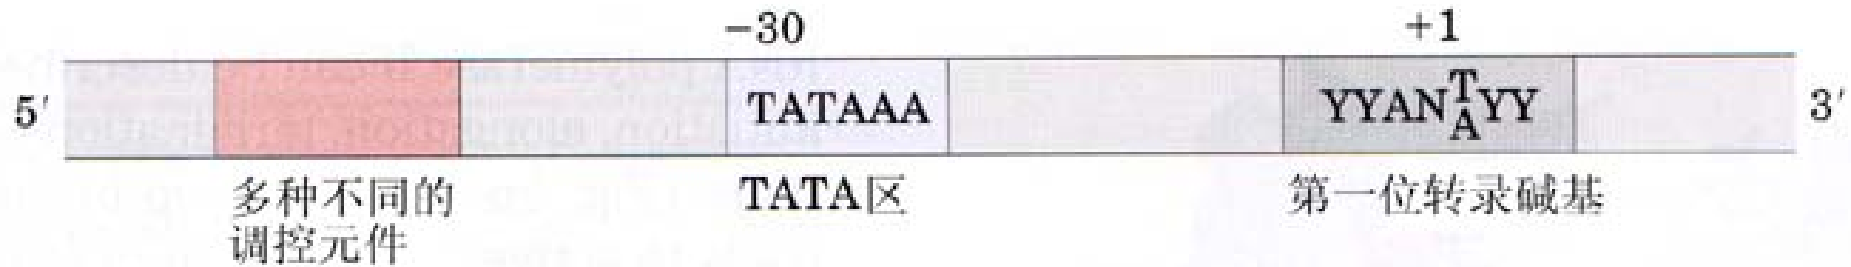 −30
+1
5′
TATAAA
YYANTAYY
3′
多种不同的
调控元件
TATA区
第一位转录碱基